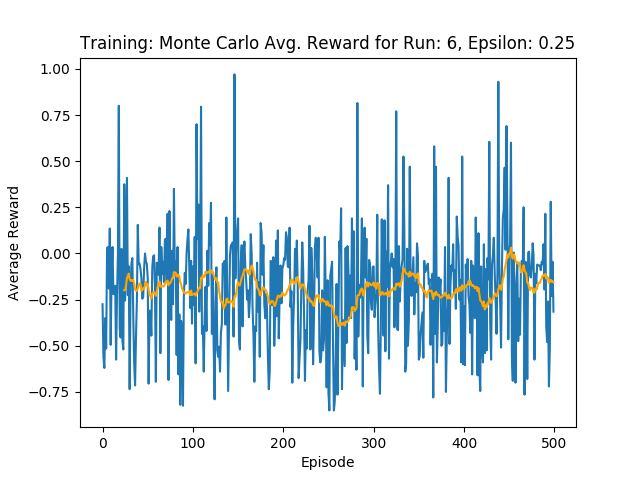 Training: Monte Carlo Avg. Reward for Run: 6, Epsilon: 0.25
1.00
0.75
0.50
0.25
0.00
−0.25
−0.50
−0.75
Average Reward
0 100 200 300 400 500
Episode